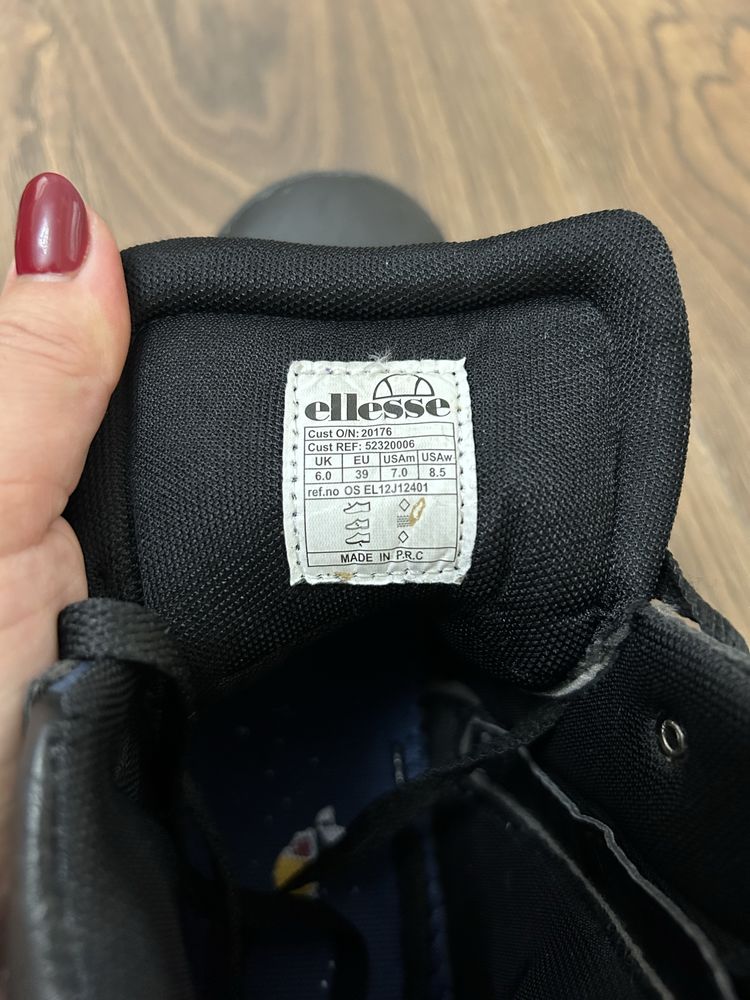 ellesse
Cust O/N: 20176
Cust REF: 52320006
UK EU USAm USAw
6.0 39 7.0 8.5
ref.no OS EL12J12401
MADE IN P.R.C